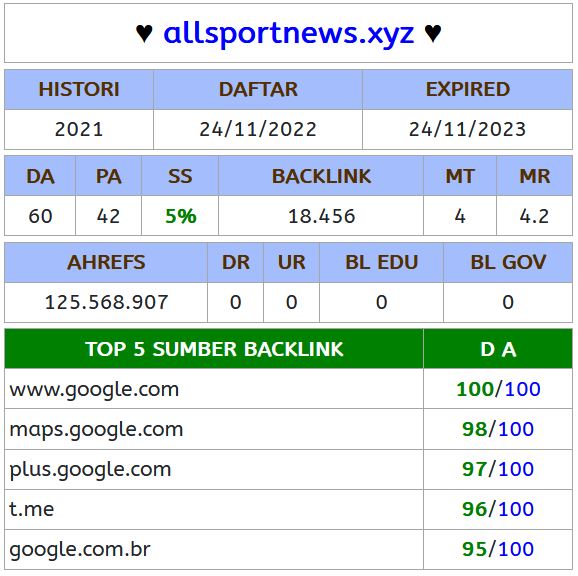 ♥ allsportnews.xyz ♥
HISTORI DAFTAR EXPIRED
2021 24/11/2022 24/11/2023
DA PA SS BACKLINK MT MR
60 42 5% 18.456 4 4.2
AHREFS DR UR BL EDU BL GOV
125.568.907 0 0 0 0
TOP 5 SUMBER BACKLINK D A
www.google.com 100/100
maps.google.com 98/100
plus.google.com 97/100
t.me 96/100
google.com.br 95/100